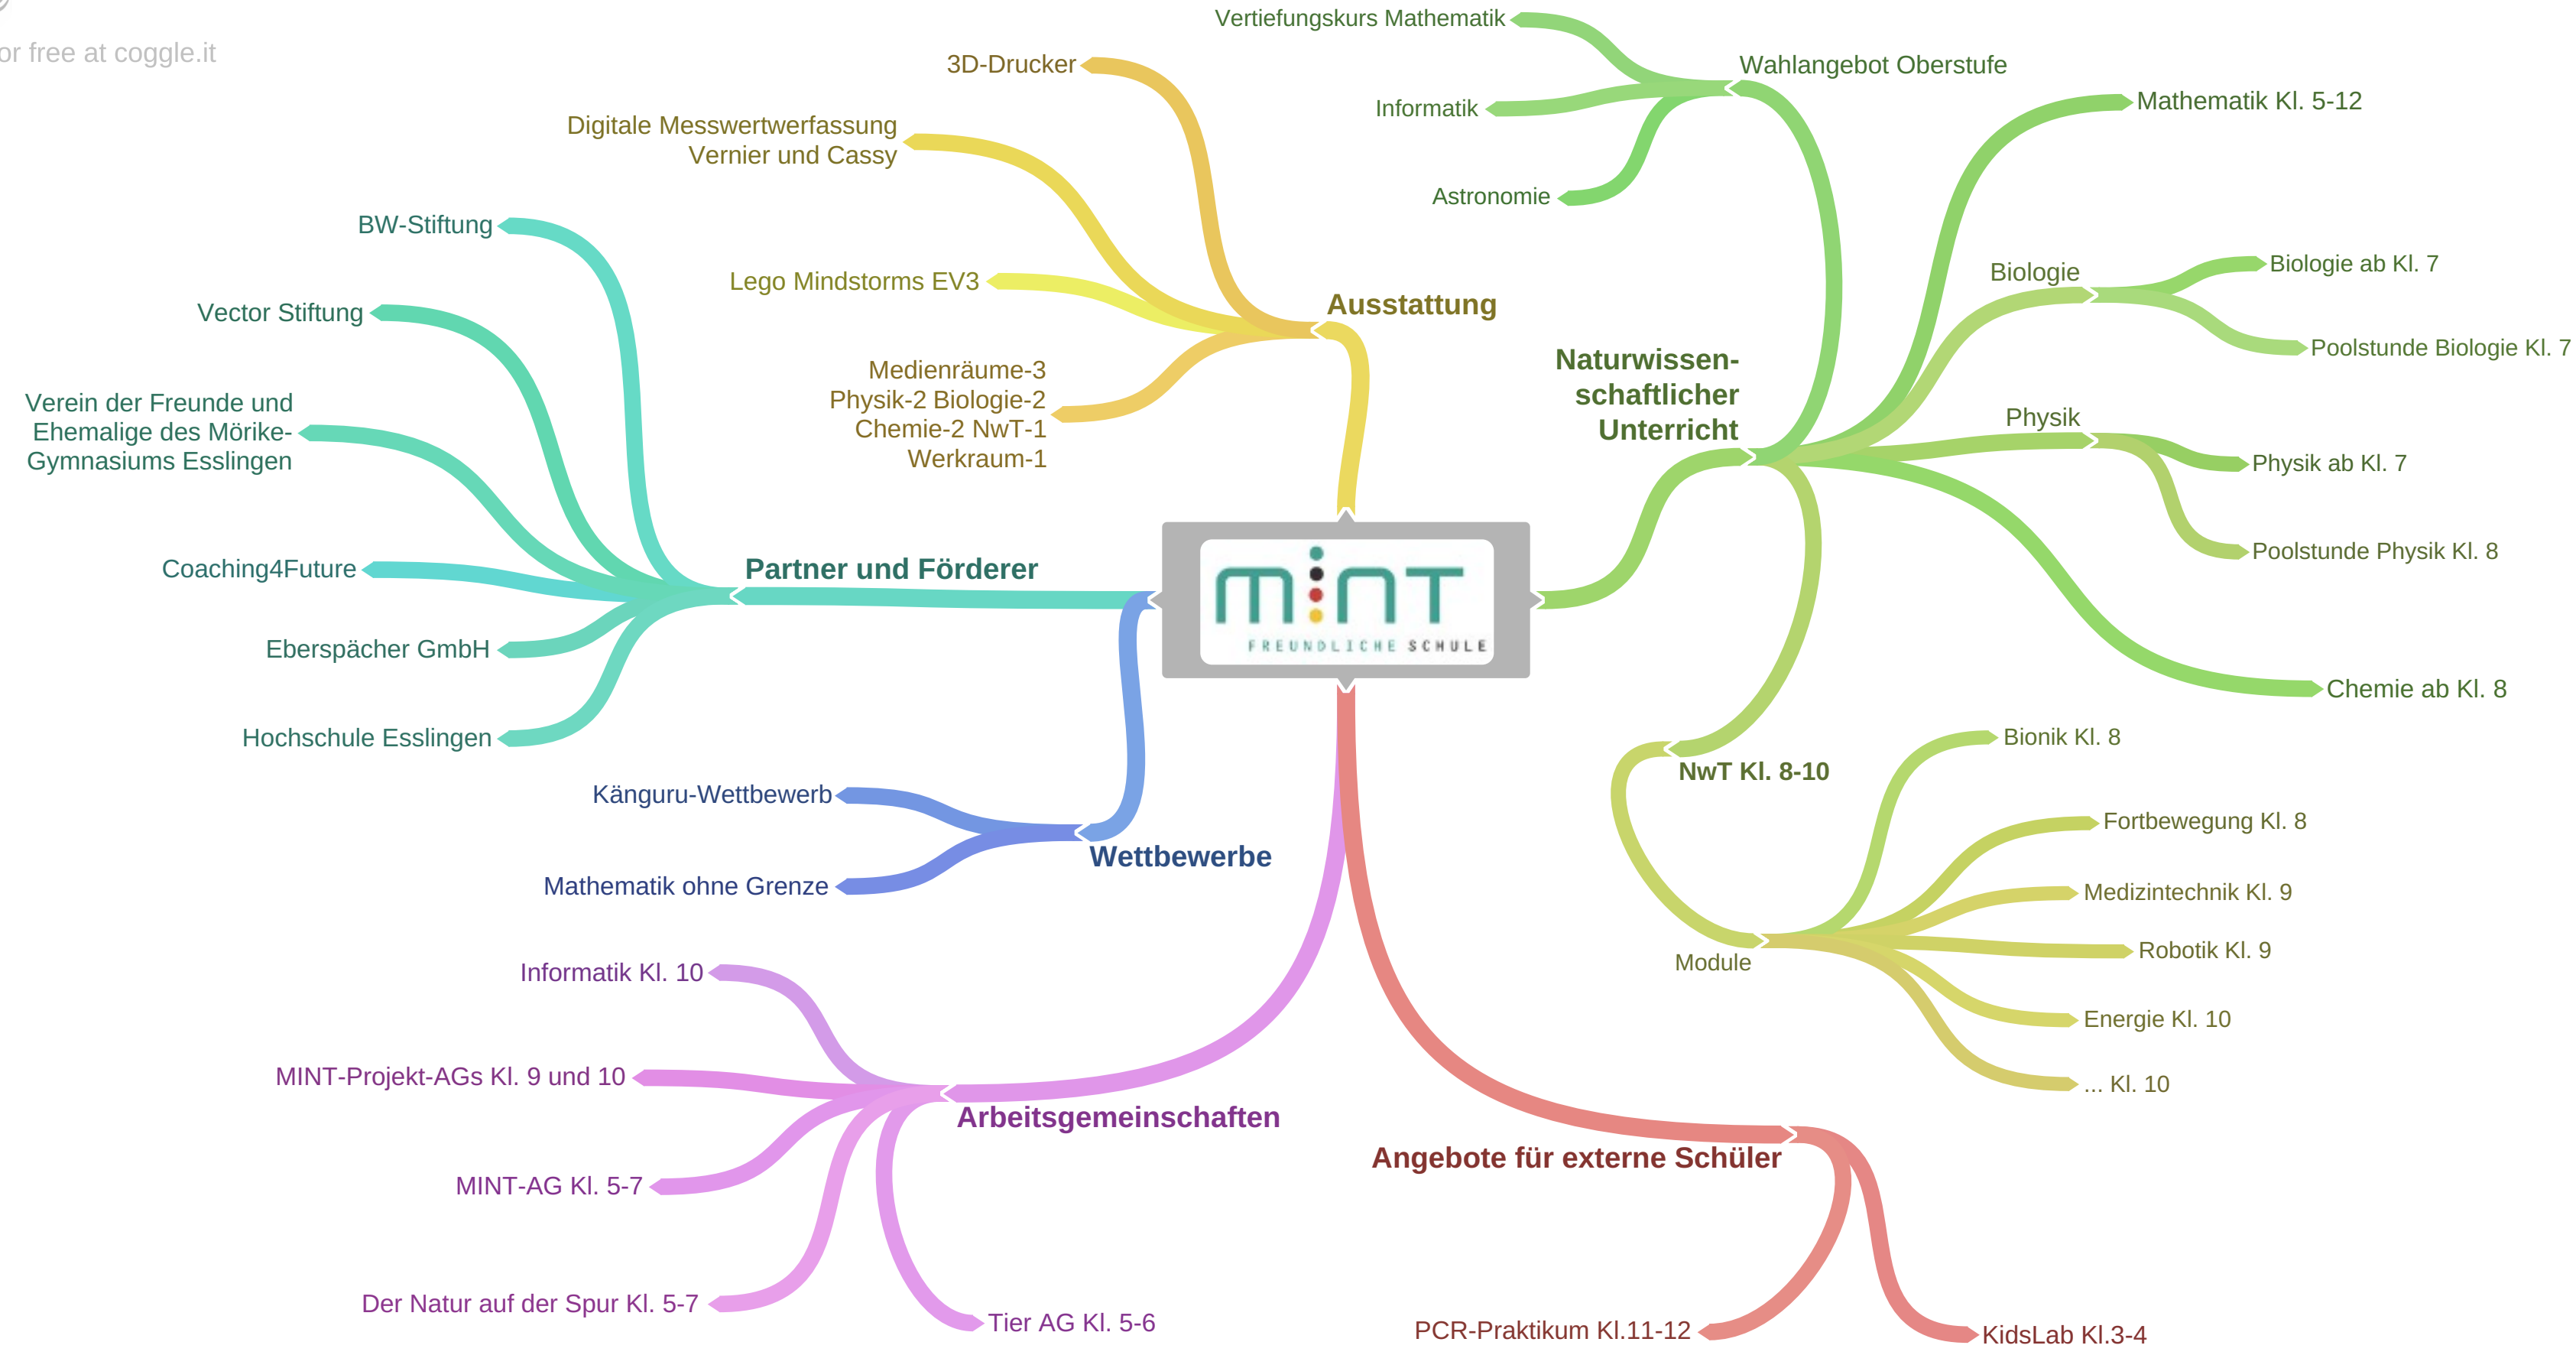 or free at coggle.it
Vertiefungskurs Mathematik
Wahlangebot Oberstufe
Informatik
Astronomie
3D-Drucker
Digitale Messwertwerfassung
Vernier und Cassy
Lego Mindstorms EV3
Ausstattung
Medienräume-3
Physik-2 Biologie-2
Chemie-2 NwT-1
Werkraum-1
Naturwissen-
schaftlicher
Unterricht
Mathematik Kl. 5-12
Biologie
Biologie ab Kl. 7
Poolstunde Biologie Kl. 7
Physik
Physik ab Kl. 7
Poolstunde Physik Kl. 8
Chemie ab Kl. 8
NwT Kl. 8-10
Module
Bionik Kl. 8
Fortbewegung Kl. 8
Medizintechnik Kl. 9
Robotik Kl. 9
Energie Kl. 10
... Kl. 10
BW-Stiftung
Vector Stiftung
Verein der Freunde und
Ehemalige des Mörike-
Gymnasiums Esslingen
Coaching4Future
Eberspächer GmbH
Hochschule Esslingen
Partner und Förderer
MINT
FREUNDLICHE SCHULE
Känguru-Wettbewerb
Mathematik ohne Grenze
Wettbewerbe
Informatik Kl. 10
MINT-Projekt-AGs Kl. 9 und 10
MINT-AG Kl. 5-7
Der Natur auf der Spur Kl. 5-7
Tier AG Kl. 5-6
Arbeitsgemeinschaften
Angebote für externe Schüler
PCR-Praktikum Kl.11-12
KidsLab Kl.3-4